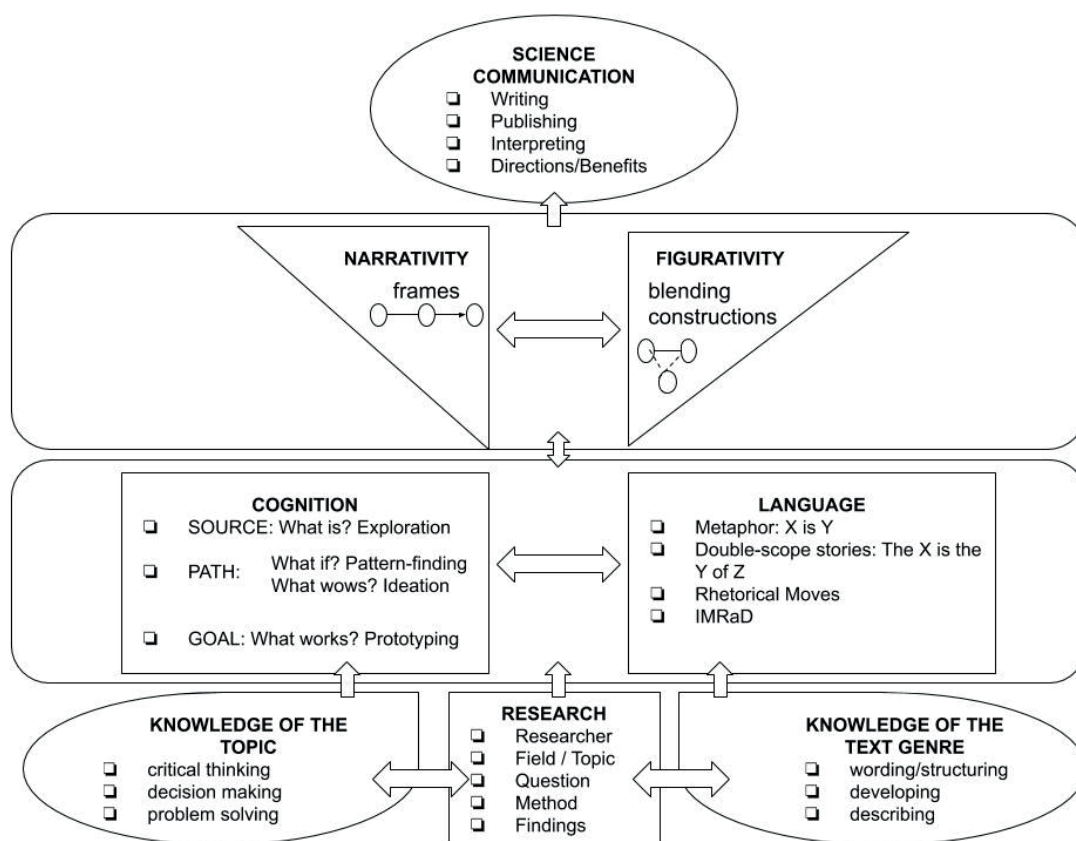 SCIENCE
COMMUNICATION
❏ Writing
❏ Publishing
❏ Interpreting
❏ Directions/Benefits
NARRATIVITY
frames
FIGURATIVITY
blending
constructions
COGNITION
❏ SOURCE: What is? Exploration
❏ PATH: What if? Pattern-finding
What wows? Ideation
❏ GOAL: What works? Prototyping
LANGUAGE
❏ Metaphor: X is Y
❏ Double-scope stories: The X is the
Y of Z
❏ Rhetorical Moves
❏ IMRaD
KNOWLEDGE OF THE
TOPIC
❏ critical thinking
❏ decision making
❏ problem solving
RESEARCH
❏ Researcher
❏ Field / Topic
❏ Question
❏ Method
❏ Findings
KNOWLEDGE OF THE
TEXT GENRE
❏ wording/structuring
❏ developing
❏ describing